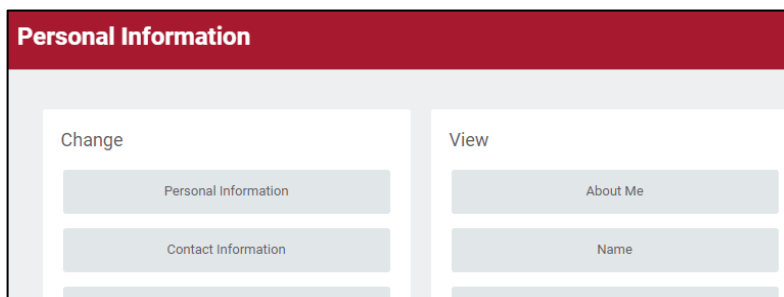 Personal Information
Change
Personal Information
Contact Information
View
About Me
Name